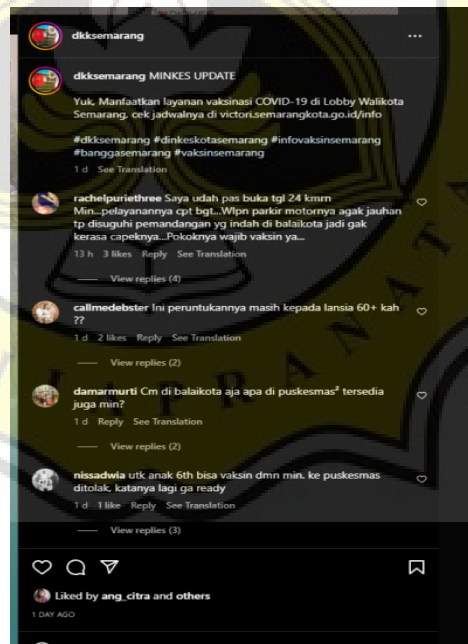 dkksemarang
dkksemarang MINKES UPDATE
Yuk, Manfaatkan layanan vaksinasi COVID-19 di Lobby Walikota
Semarang, cek jadwalnya di victori.semarangkota.go.id/info
#dkksemarang #dinkeskotasemarang #infovaksinsemarang
#banggasemarang #vaksinsemarang
1 d See Translation
rachelpuriethree Saya udah pas buka tgl 24 kmrn
Min...pelayanannya cpt bgt...Wlpn parkir motornya agak jauhan
tp disuguhi pemandangan yg indah di balaikota jadi gak
kerasa capeknya...Pokoknya wajib vaksin ya...
13 h 3 likes Reply See Translation
View replies (4)
callmedebster Ini peruntukannya masih kepada lansia 60+ kah
??
1 d 2 likes Reply See Translation
View replies (2)
damarmurti Cm di balaikota aja apa di puskesmas² tersedia
juga min?
1 d Reply See Translation
View replies (2)
nissadwia utk anak 6th bisa vaksin dmn min. ke puskesmas
ditolak, katanya lagi ga ready
1 d 1 like Reply See Translation
View replies (3)
Liked by ang_citra and others
1 DAY AGO